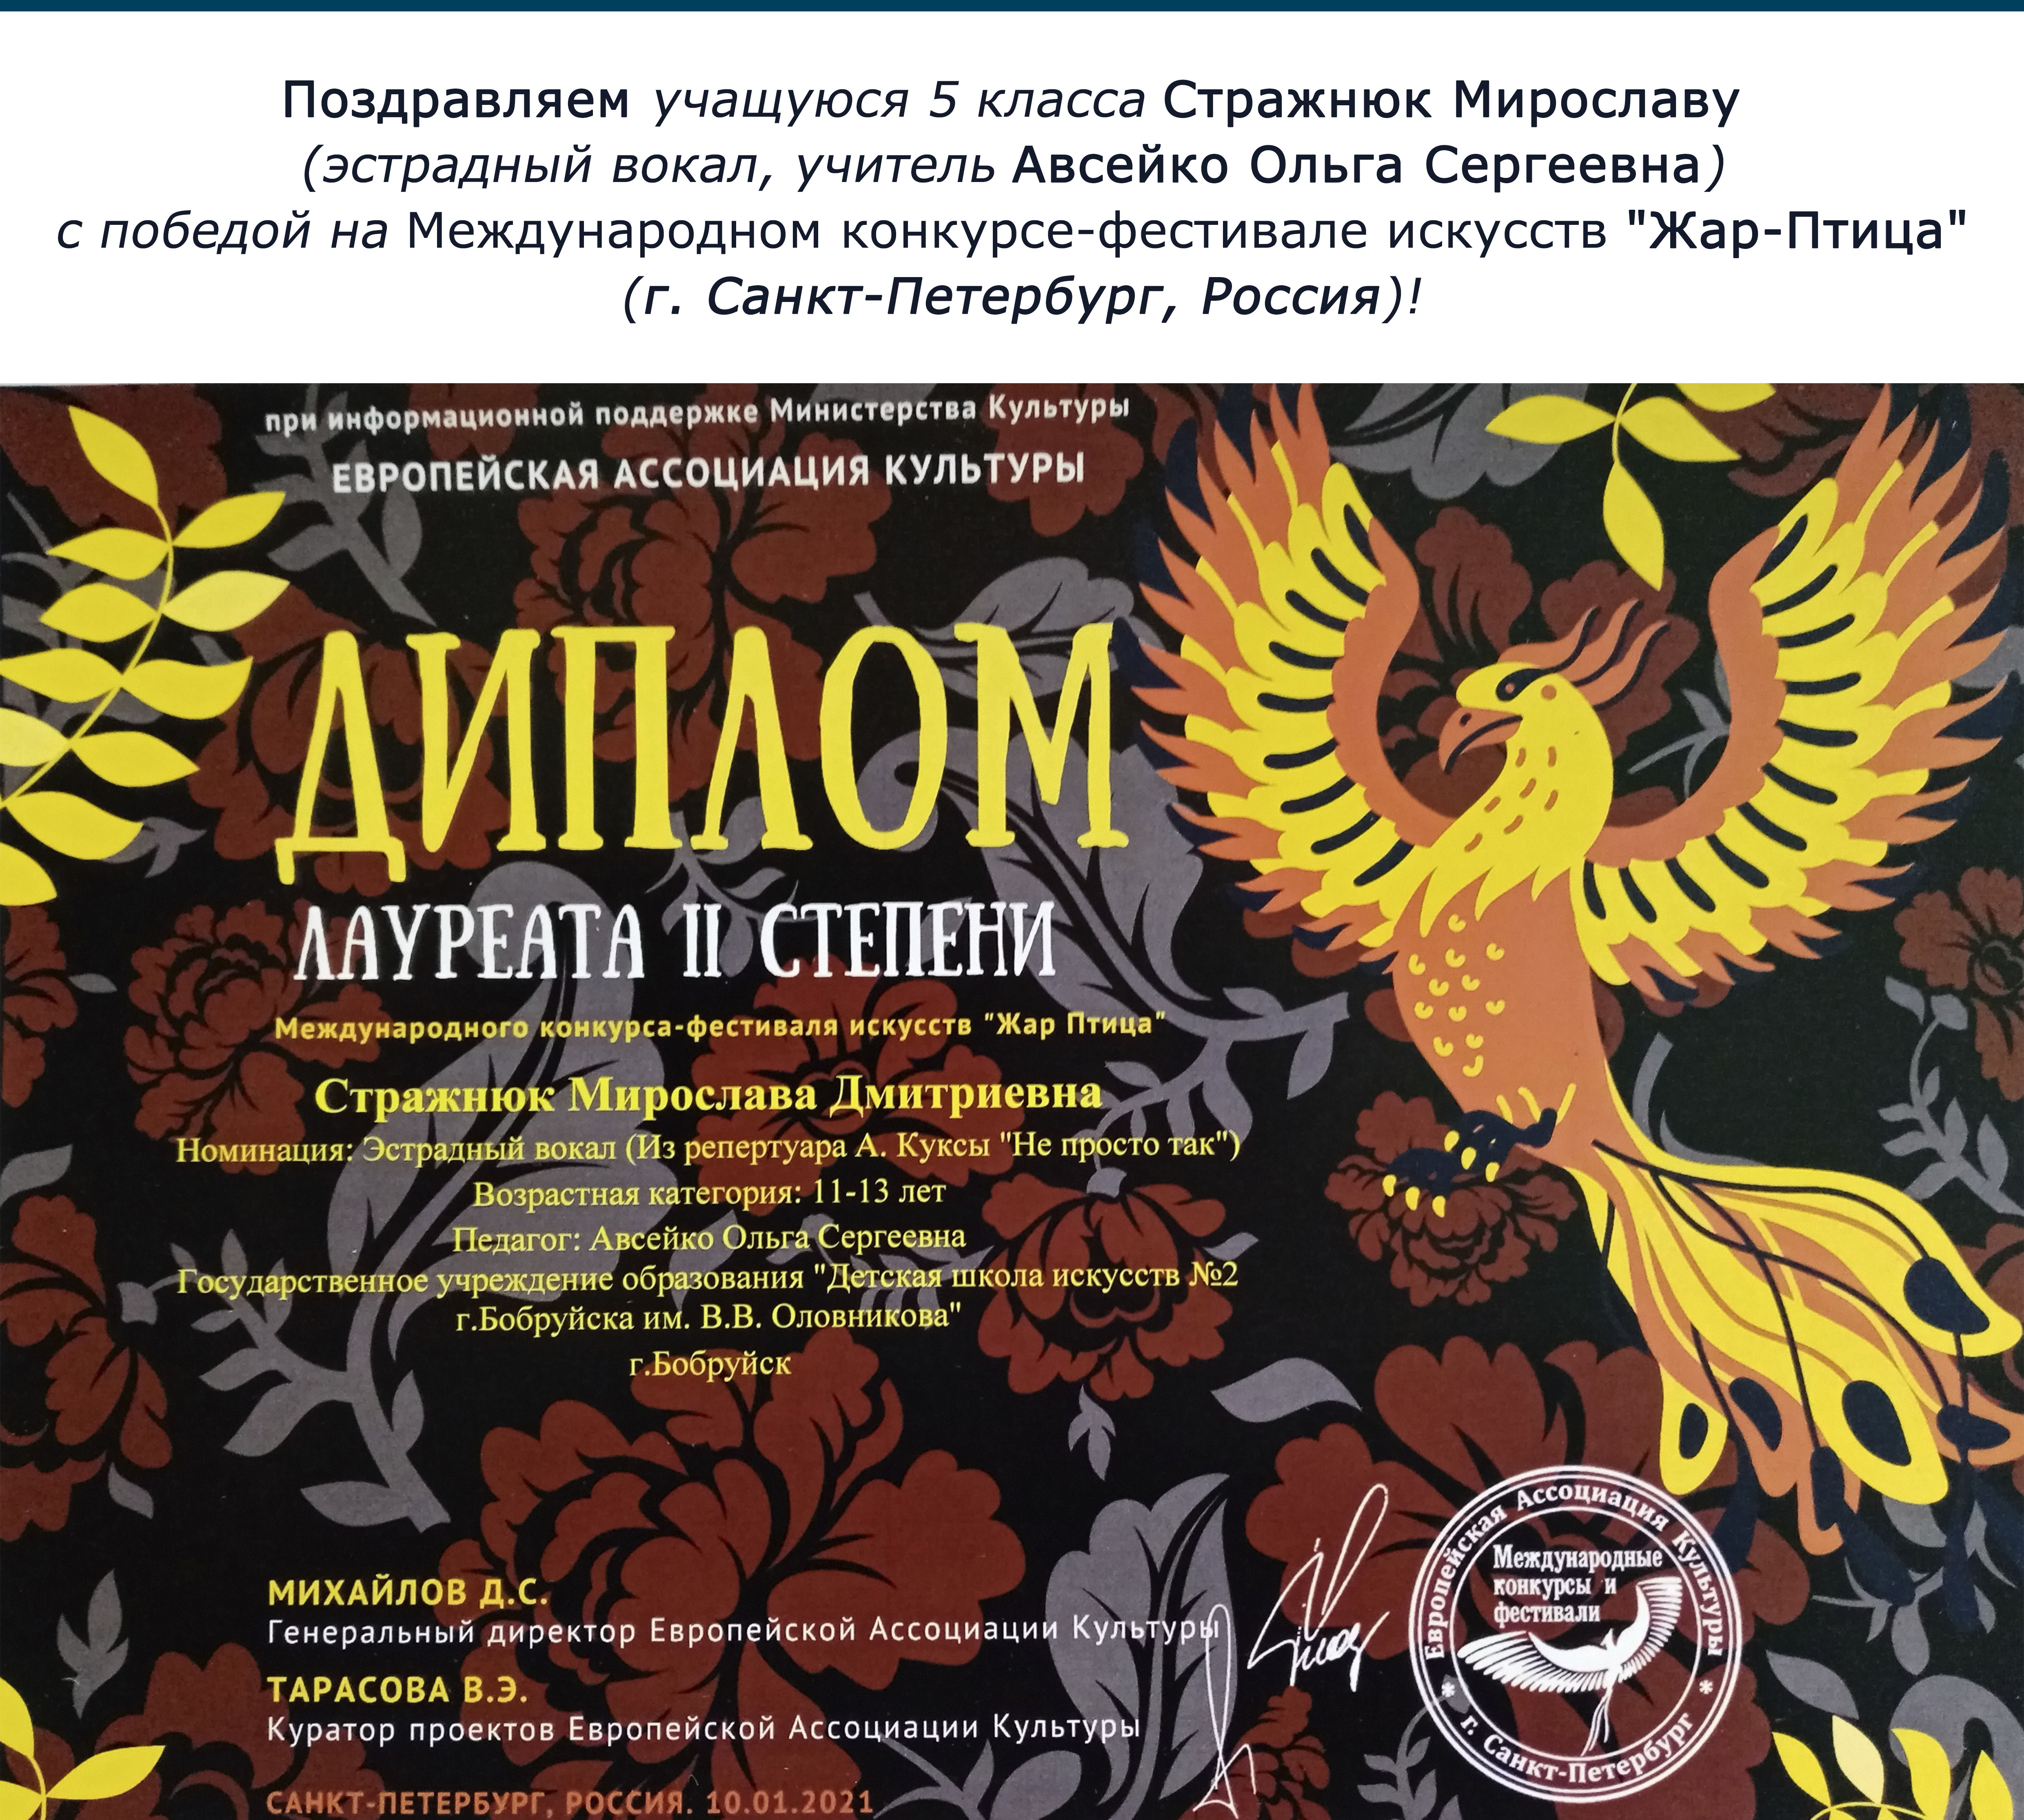 Поздравляем учащуюся 5 класса Стражнюк Мирославу
(эстрадный вокал, учитель Авсейко Ольга Сергеевна)
с победой на Международном конкурсе-фестивале искусств "Жар-Птица"
(г. Санкт-Петербург, Россия)!
при информационной поддержке Министерства Культуры
ЕВРОПЕЙСКАЯ АССОЦИАЦИЯ КУЛЬТУРЫ
ДИПЛОМ
ЛАУРЕАТА II СТЕПЕНИ
Международного конкурса-фестиваля искусств "Жар Птица"
Стражнюк Мирослава Дмитриевна
Номинация: Эстрадный вокал (Из репертуара А. Куксы "Не просто так")
Возрастная категория: 11-13 лет
Педагог: Авсейко Ольга Сергеевна
Государственное учреждение образования "Детская школа искусств №2
г.Бобруйска им. В.В. Оловникова"
г.Бобруйск
МИХАЙЛОВ Д.С.
Генеральный директор Европейской Ассоциации Культуры
ТАРАСОВА В.Э.
Куратор проектов Европейской Ассоциации Культуры
САНКТ-ПЕТЕРБУРГ, РОССИЯ. 10.01.2021
Европейская Ассоциация Культуры
Международные
конкурсы и
фестивали
* г. Санкт-Петербург *